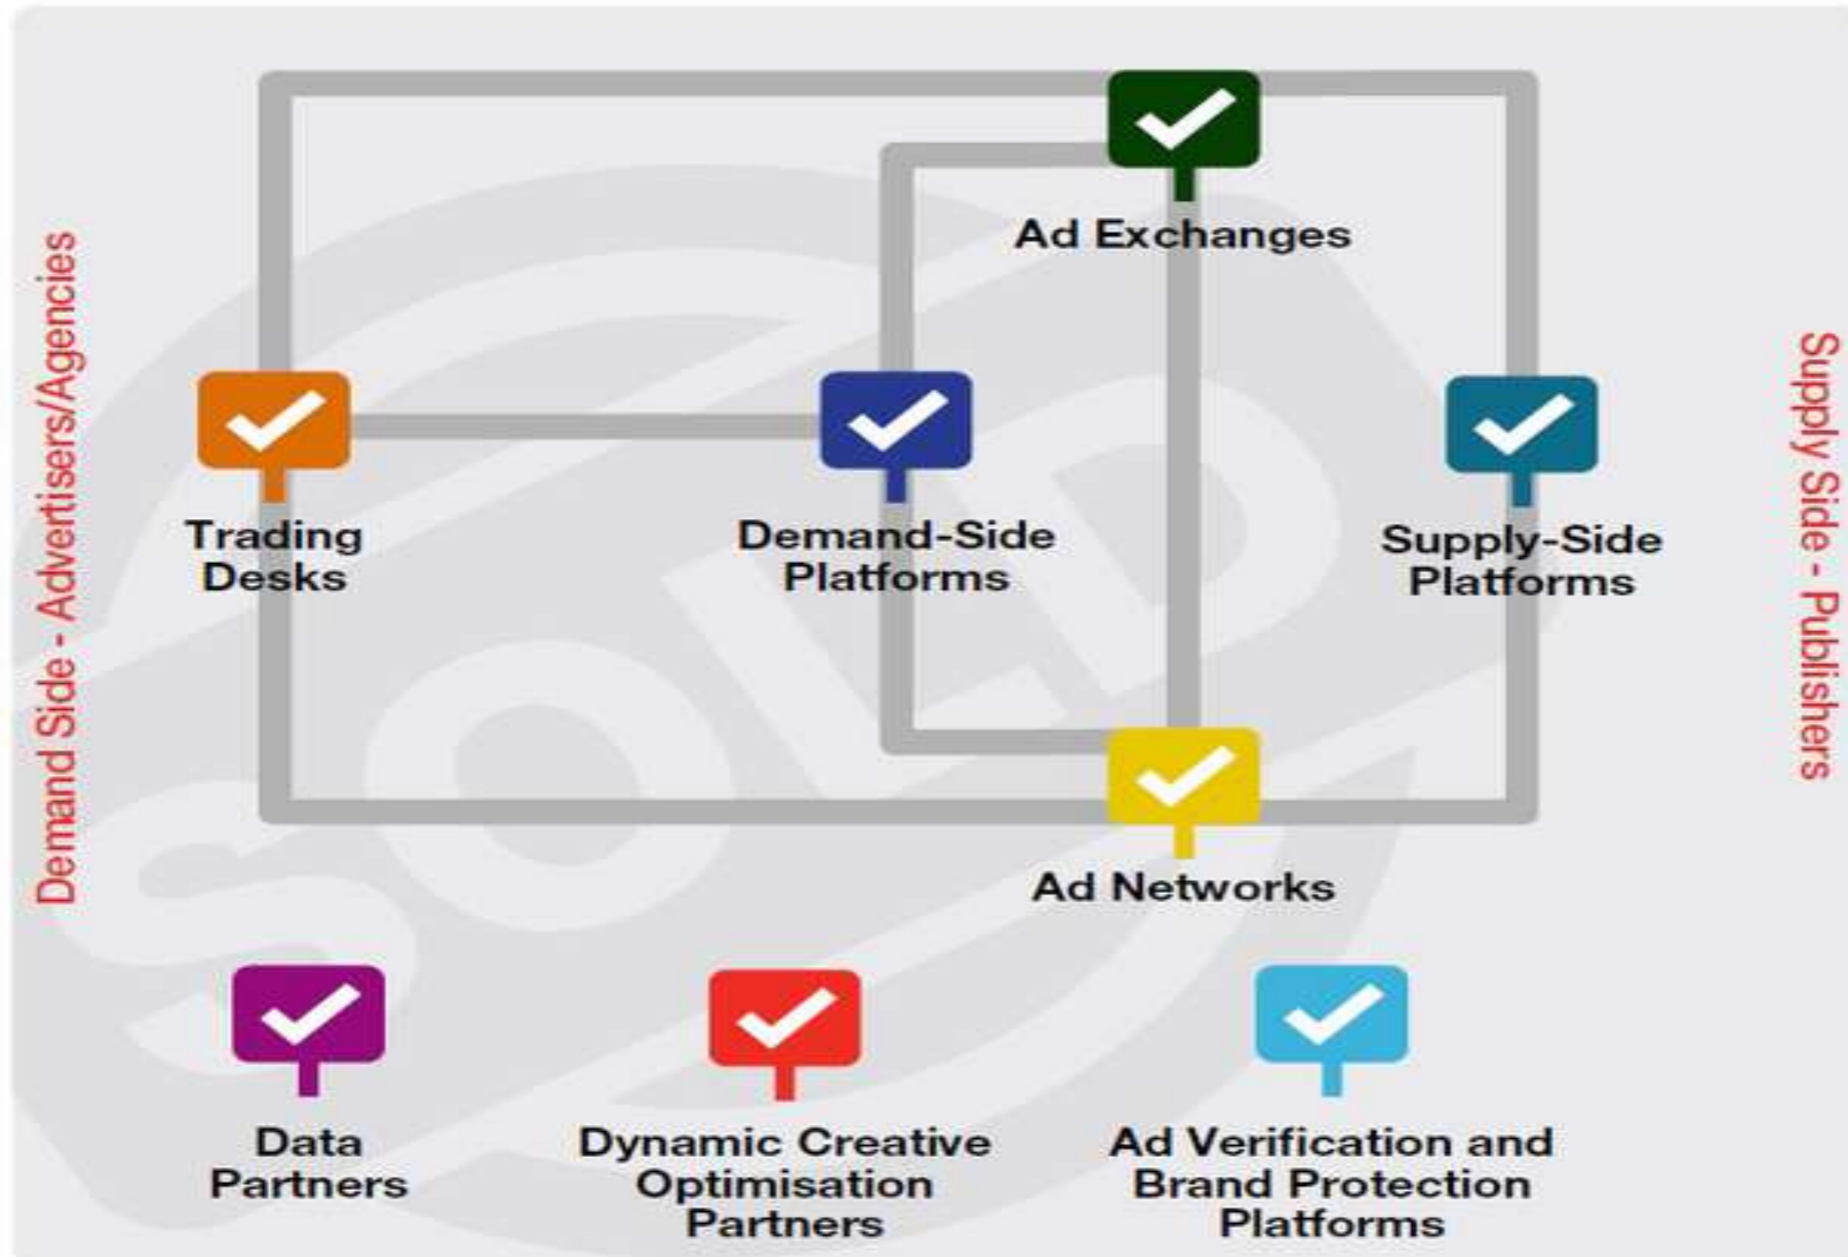 Demand Side - Advertisers/Agencies
Supply Side - Publishers
Ad Exchanges
Trading
Desks
Demand-Side
Platforms
Supply-Side
Platforms
Ad Networks
SOLD
Data
Partners
Dynamic Creative
Optimisation
Partners
Ad Verification and
Brand Protection
Platforms